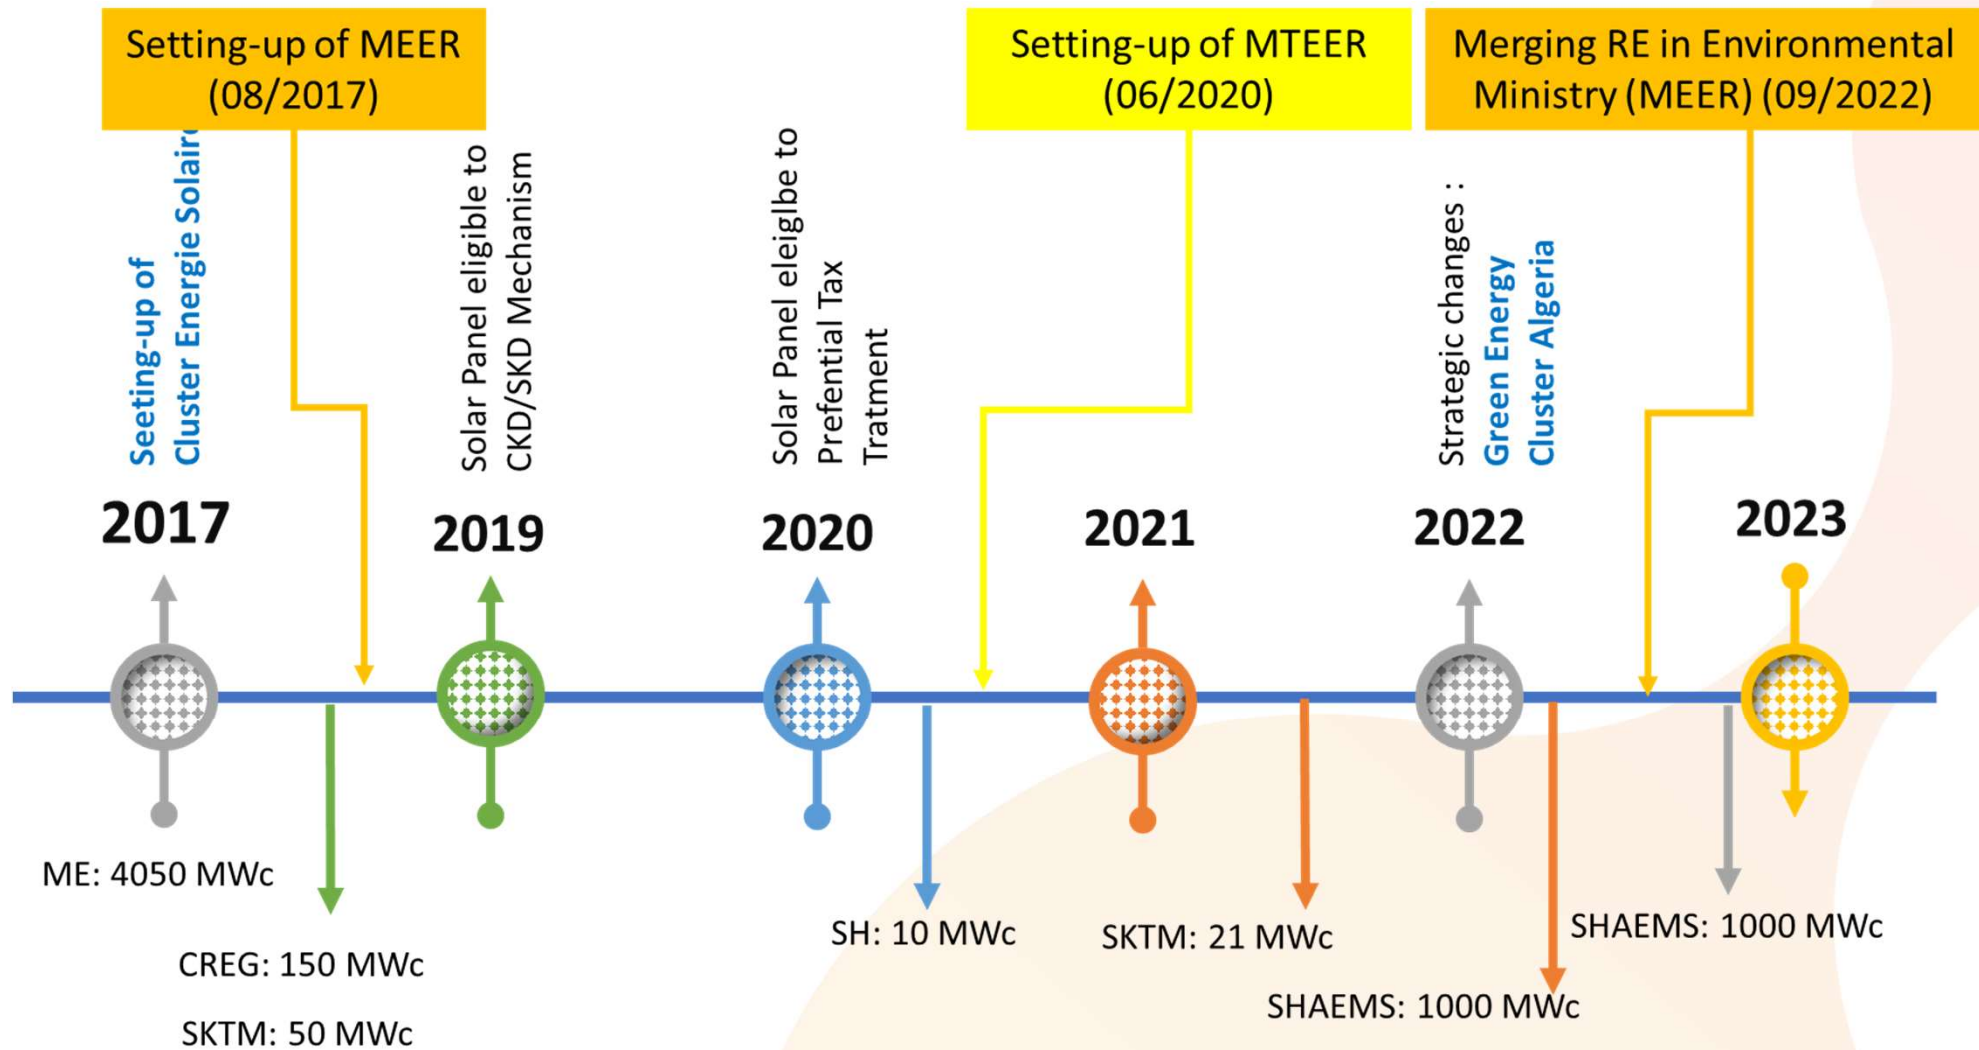 Setting-up of MEER
(08/2017)
Setting-up of MTEER
(06/2020)
Merging RE in Environmental
Ministry (MEER) (09/2022)
Seeting-up of
Cluster Energie Solaire
Solar Panel eligible to
CKD/SKD Mechanism
Solar Panel eleiglbe to
Prefential Tax
Tratment
Strategic changes :
Green Energy
Cluster Algeria
2017
2019
2020
2021
2022
2023
ME: 4050 MWc
CREG: 150 MWc
SKTM: 50 MWc
SH: 10 MWc
SKTM: 21 MWc
SHAEMS: 1000 MWc
SHAEMS: 1000 MWc